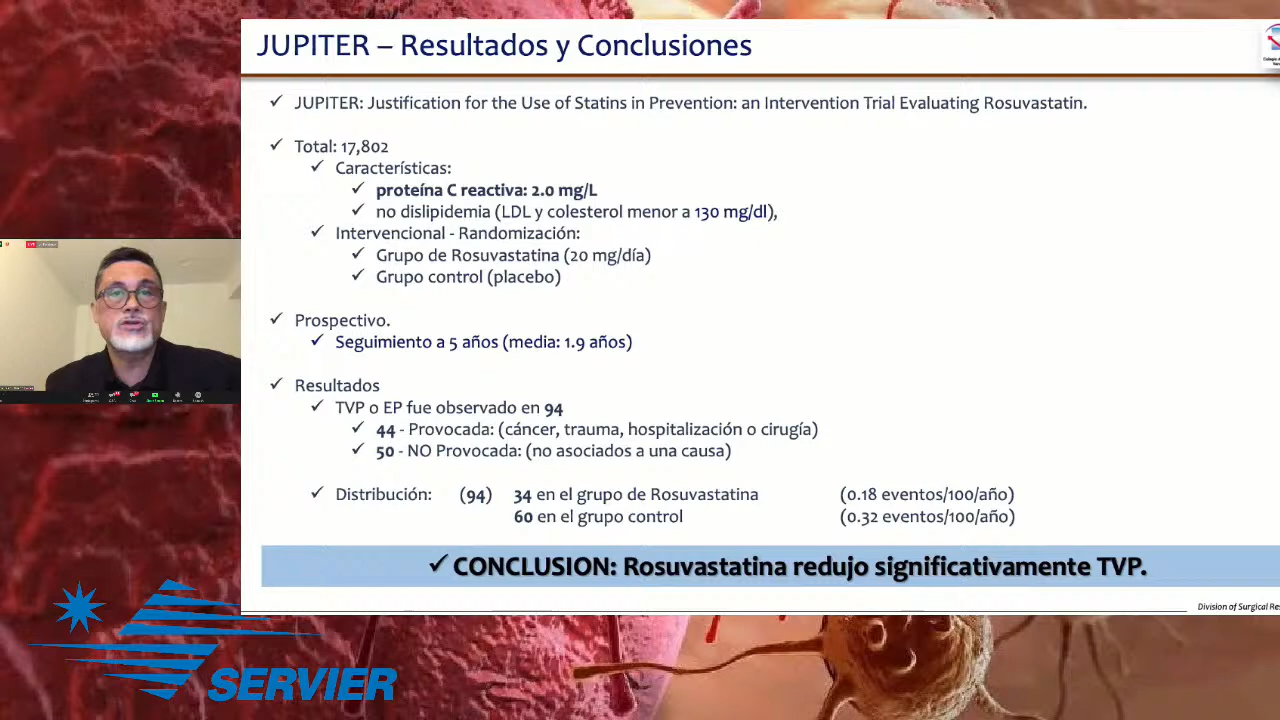 JUPITER – Resultados y Conclusiones
✓ JUPITER: Justification for the Use of Statins in Prevention: an Intervention Trial Evaluating Rosuvastatin.
✓ Total: 17,802
✓ Características:
✓ proteína C reactiva: 2.0 mg/L
✓ no dislipidemia (LDL y colesterol menor a 130 mg/dl),
✓ Intervencional - Randomización:
✓ Grupo de Rosuvastatina (20 mg/día)
✓ Grupo control (placebo)
✓ Prospectivo.
✓ Seguimiento a 5 años (media: 1.9 años)
✓ Resultados
✓ TVP o EP fue observado en 94
✓ 44 - Provocada: (cáncer, trauma, hospitalización o cirugía)
✓ 50 - NO Provocada: (no asociados a una causa)
✓ Distribución: (94) 34 en el grupo de Rosuvastatina (0.18 eventos/100/año)
60 en el grupo control (0.32 eventos/100/año)
✓ CONCLUSION: Rosuvastatina redujo significativamente TVP.
Division of Surgical Res
SERVIER